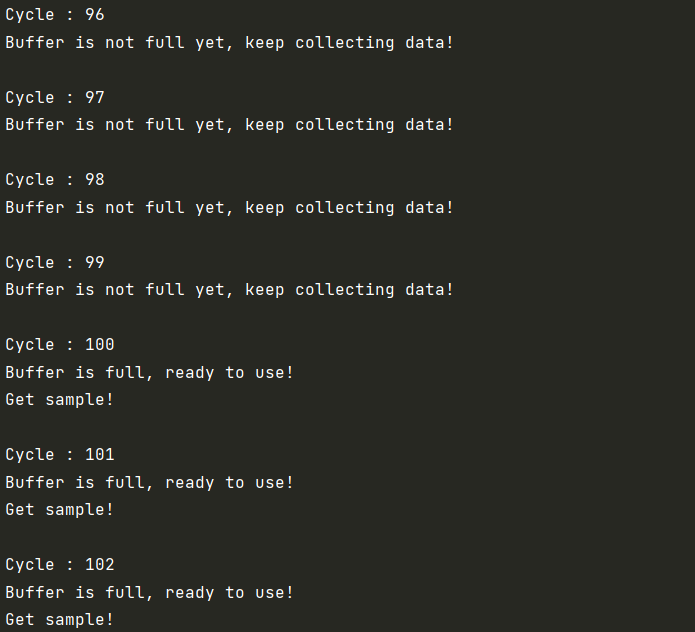 Cycle : 96
Buffer is not full yet, keep collecting data!
Cycle : 97
Buffer is not full yet, keep collecting data!
Cycle : 98
Buffer is not full yet, keep collecting data!
Cycle : 99
Buffer is not full yet, keep collecting data!
Cycle : 100
Buffer is full, ready to use!
Get sample!
Cycle : 101
Buffer is full, ready to use!
Get sample!
Cycle : 102
Buffer is full, ready to use!
Get sample!